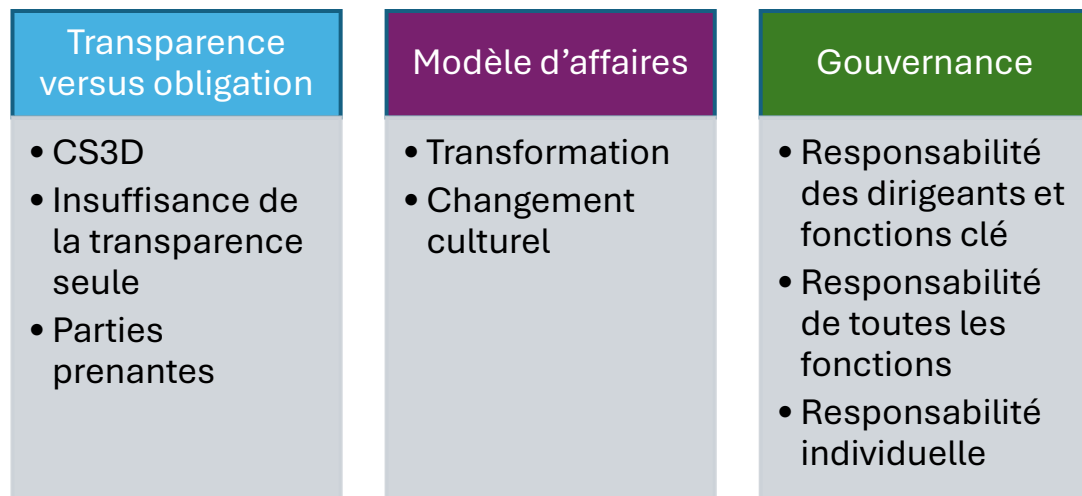 Transparence
versus obligation
• CS3D
• Insuffisance de
la transparence
seule
• Parties
prenantes
Modèle d’affaires
• Transformation
• Changement
culturel
Gouvernance
• Responsabilité
des dirigeants et
fonctions clé
• Responsabilité
de toutes les
fonctions
• Responsabilité
individuelle